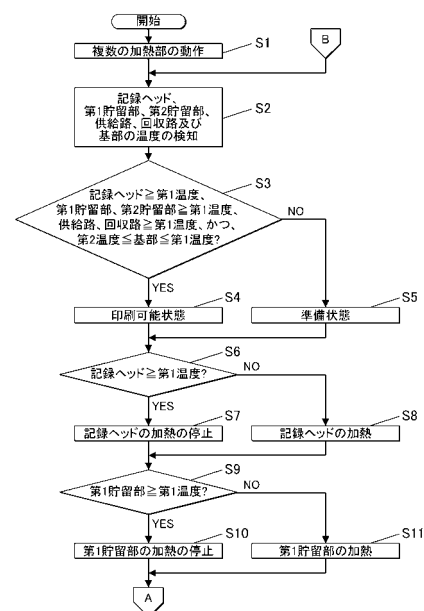 開始
複数の加熱部の動作
S1
B
記録ヘッド、
第1貯留部、第2貯留部、
供給路、回収路及び
基部の温度の検知
S2
記録ヘッド≧第1温度、
第1貯留部、第2貯留部≧第1温度、
供給路、回収路≧第1温度、かつ、
第2温度≦基部≦第1温度?
S3
NO
YES
S4
S5
印刷可能状態
準備状態
S6
記録ヘッド≧第1温度?
NO
YES
S7
S8
記録ヘッドの加熱の停止
記録ヘッドの加熱
S9
第1貯留部≧第1温度?
NO
YES
S10
S11
第1貯留部の加熱の停止
第1貯留部の加熱
A